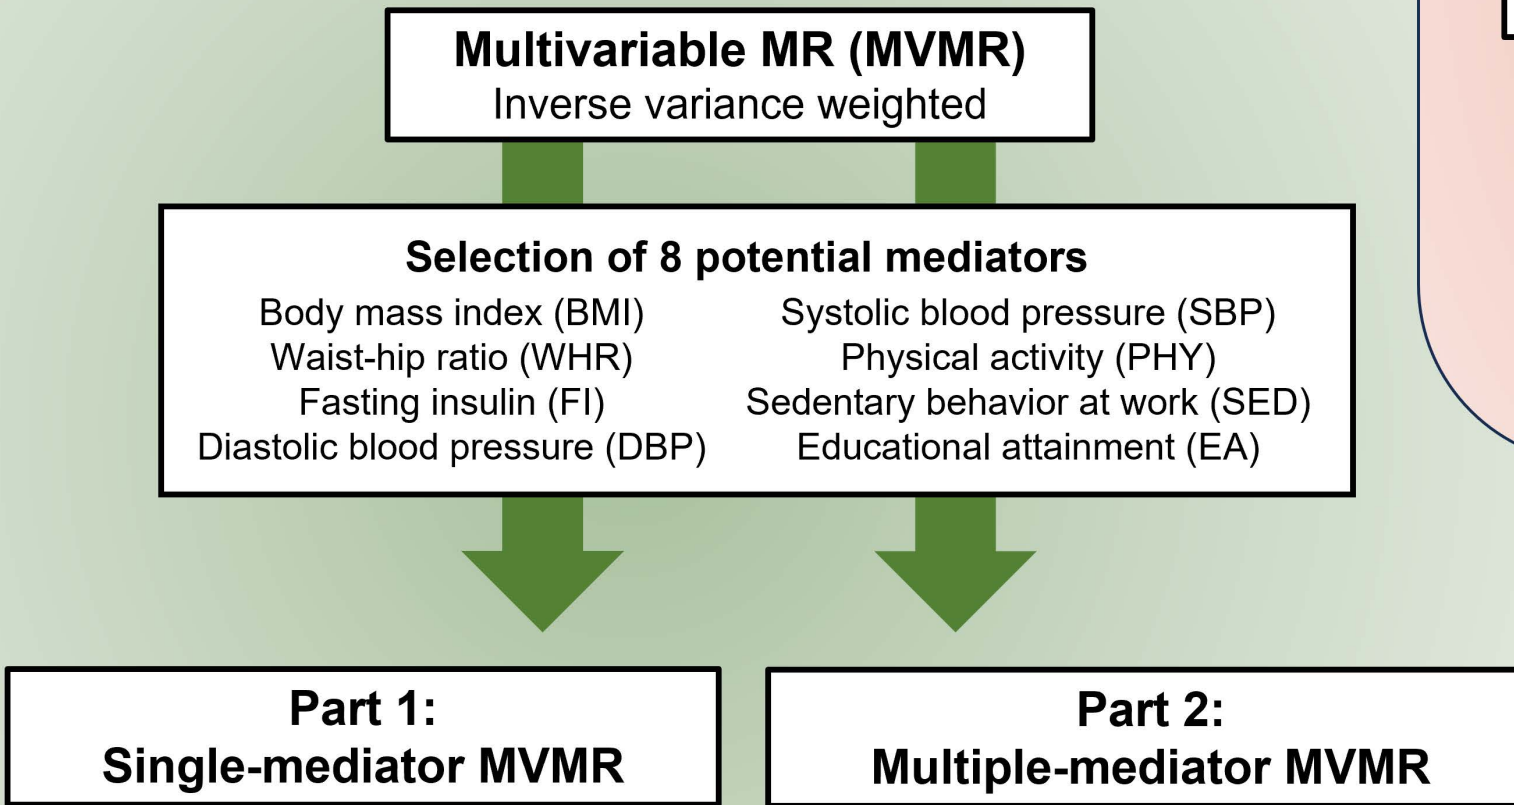 Multivariable MR (MVMR)
Inverse variance weighted
Selection of 8 potential mediators
Body mass index (BMI)
Waist-hip ratio (WHR)
Fasting insulin (FI)
Diastolic blood pressure (DBP)
Systolic blood pressure (SBP)
Physical activity (PHY)
Sedentary behavior at work (SED)
Educational attainment (EA)
Part 1:
Single-mediator MVMR
Part 2:
Multiple-mediator MVMR